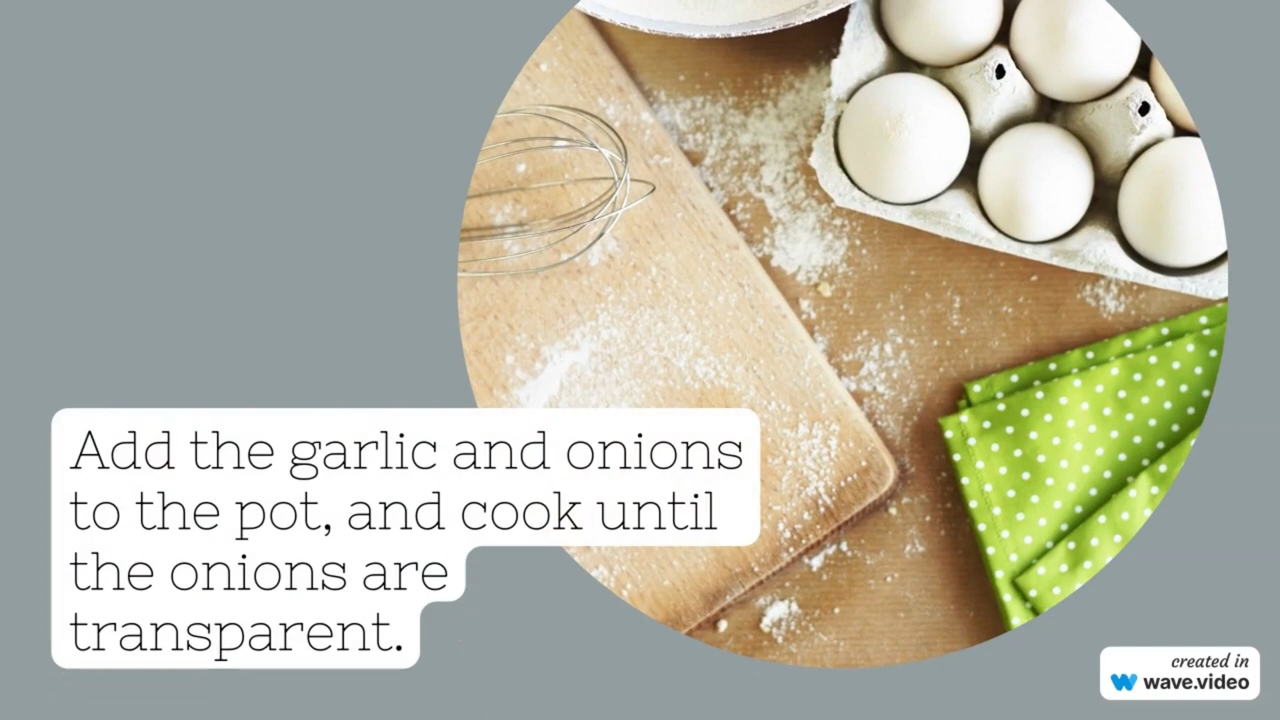 Add the garlic and onions
to the pot, and cook until
the onions are
transparent.
created in
wave.video